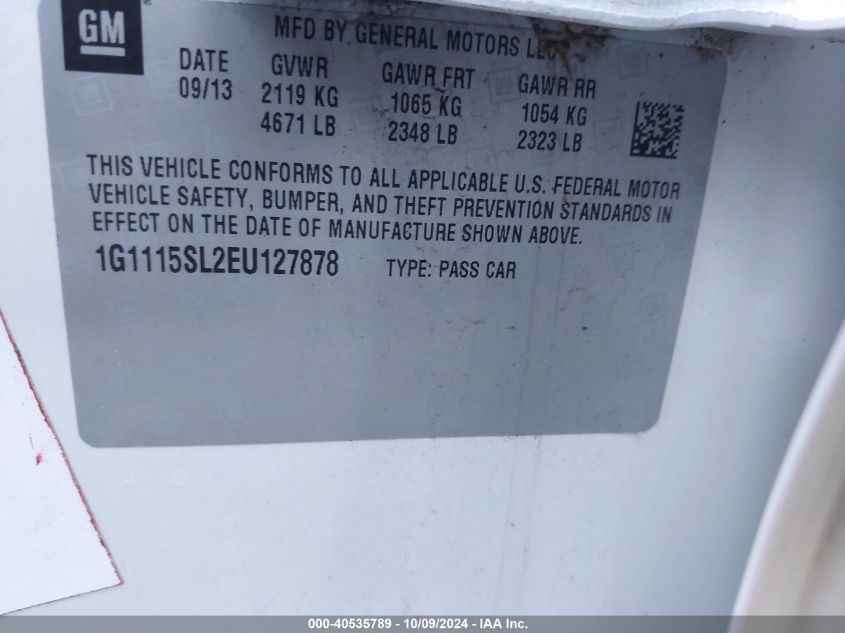 GM
MFD BY GENERAL MOTORS LLC
DATE GVWR GAWR FRT GAWR RR
09/13 2119 KG 1065 KG 1054 KG
4671 LB 2348 LB 2323 LB
THIS VEHICLE CONFORMS TO ALL APPLICABLE U.S. FEDERAL MOTOR
VEHICLE SAFETY, BUMPER, AND THEFT PREVENTION STANDARDS IN
EFFECT ON THE DATE OF MANUFACTURE SHOWN ABOVE.
1G1115SL2EU127878 TYPE: PASS CAR
000-40535789 - 10/09/2024 - IAA Inc.